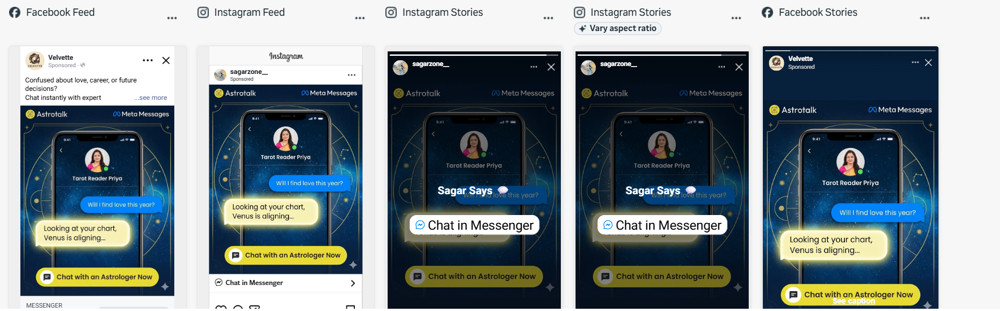 Facebook Feed
Velvette
Sponsored ·
Confused about love, career, or future
decisions?
Chat instantly with expert
...see more
Astrotalk
Meta Messages
9:41
Tarot Reader Priya
Will I find love this year?
Looking at your chart,
Venus is aligning...
Chat with an Astrologer Now
MESSENGER
Instagram Feed
Instagram
sagarzone__
Sponsored
Astrotalk
Meta Messages
9:41
Tarot Reader Priya
Will I find love this year?
Looking at your chart,
Venus is aligning...
Chat with an Astrologer Now
Chat in Messenger
Instagram Stories
sagarzone__
Astrotalk
Meta Messages
9:41
Tarot Reader Priya
Sagar Says
Will I find love this year?
Chat in Messenger
Chat with an Astrologer Now
Instagram Stories
Vary aspect ratio
sagarzone__
Astrotalk
Meta Messages
9:41
Tarot Reader Priya
Sagar Says
Will I find love this year?
Chat in Messenger
Chat with an Astrologer Now
Facebook Stories
Velvette
Sponsored
Astrotalk
Meta Messages
9:41
Tarot Reader Priya
Will I find love this year?
Looking at your chart,
Venus is aligning...
Chat with an Astrologer Now
See caption